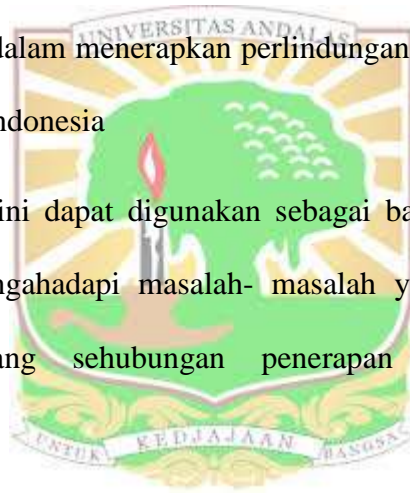 UNIVERSITAS ANDALAS
dalam menerapkan perlindungan
ndonesia
ini dapat digunakan sebagai ba
ngahadapi masalah- masalah y
ang sehubungan penerapan
UNTUK KEDJAJAAN BANGSA